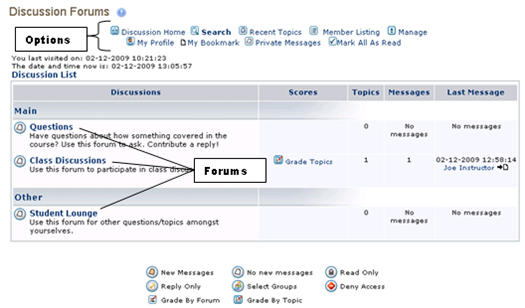 Discussion Forums ?
Options
Discussion Home Search Recent Topics Member Listing Manage
My Profile My Bookmark Private Messages Mark All As Read
You last visited on: 02-12-2009 10:21:23
The date and time now is: 02-12-2009 13:05:57
Discussion List
Discussions Scores Topics Messages Last Message
Main
Questions 0 No messages No messages
Have questions about how something covered in the
course? Use this forum to ask. Contribute a reply!
Class Discussions Grade Topics 1 1 02-12-2009 12:58:14
Use this forum to participate in class Joe Instructor
Forums
Other
Student Lounge 0 No messages No messages
Use this forum for other questions/topics amongst
yourselves.
New Messages No new messages Read Only
Reply Only Select Groups Deny Access
Grade By Forum Grade By Topic